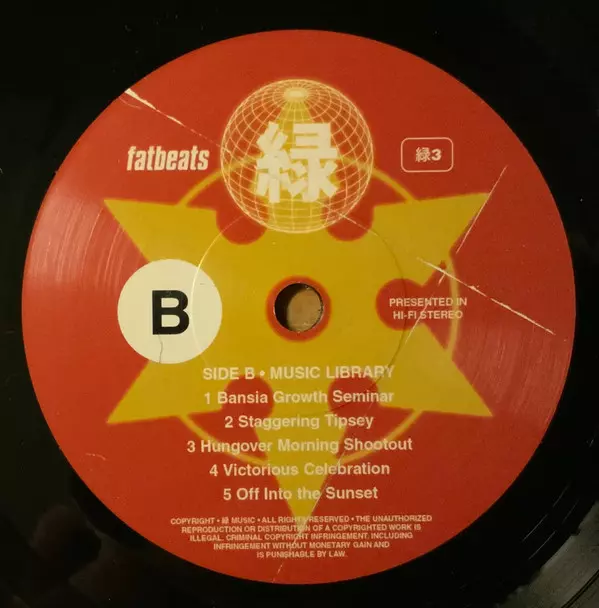 緑
fatbeats
緑3
B
PRESENTED IN
HI-FI STEREO
SIDE B • MUSIC LIBRARY
1 Bansia Growth Seminar
2 Staggering Tipsey
3 Hungover Morning Shootout
4 Victorious Celebration
5 Off Into the Sunset
COPYRIGHT • 緑 MUSIC • ALL RIGHTS RESERVED • THE UNAUTHORIZED
REPRODUCTION OR DISTRIBUTION OF A COPYRIGHTED WORK IS
ILLEGAL. CRIMINAL COPYRIGHT INFRINGEMENT, INCLUDING
INFRINGEMENT WITHOUT MONETARY GAIN AND
IS PUNISHABLE BY LAW.